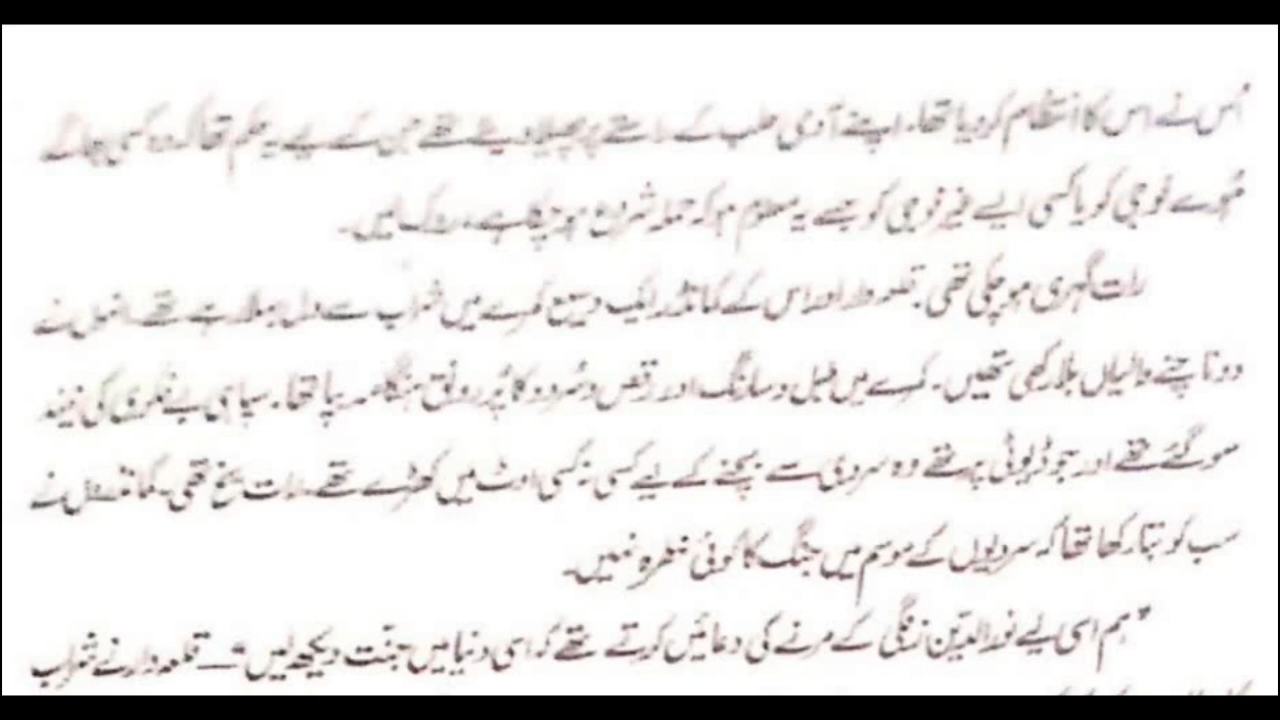 اُس نے اس کا انتظام کر دیا تھا۔ اپنے آدمی حلب کے راستے پر پھیلا دیئے تھے جن کے لیے یہ حکم تھا کہ وہ کسی بھاگے
ہُوئے فوجی کو یا کسی ایسے غیر فوجی کو جسے یہ معلوم ہو کہ حملہ شروع ہو چکا ہے، روک لیں۔
رات گہری ہو چکی تھی۔ قلعہ دار اور اس کے کمانڈر ایک وسیع کمرے میں شراب سے دل بہلا رہے تھے۔ انہوں نے
دو ناچنے والیاں بلا رکھی تھیں۔ کمرے میں طبل و سارنگ اور رقص و سُرود کا پُر رونق ہنگامہ بپا تھا۔ سپاہی بے فکری کی نیند
سو گئے تھے اور جو ڈیوٹی پر تھے وہ سردی سے بچنے کے لیے کسی نہ کسی اوٹ میں کھڑے تھے۔ رات یخ تھی۔ کمانڈروں نے
سب کو بتا رکھا تھا کہ سردیوں کے موسم میں جنگ کا کوئی خطرہ نہیں۔
"ہم اسی لیے نور الدین زنگی کے مرنے کی دعائیں کرتے تھے کہ اسی دنیا میں جنت دیکھ لیں"۔ قلعہ دار نے شراب